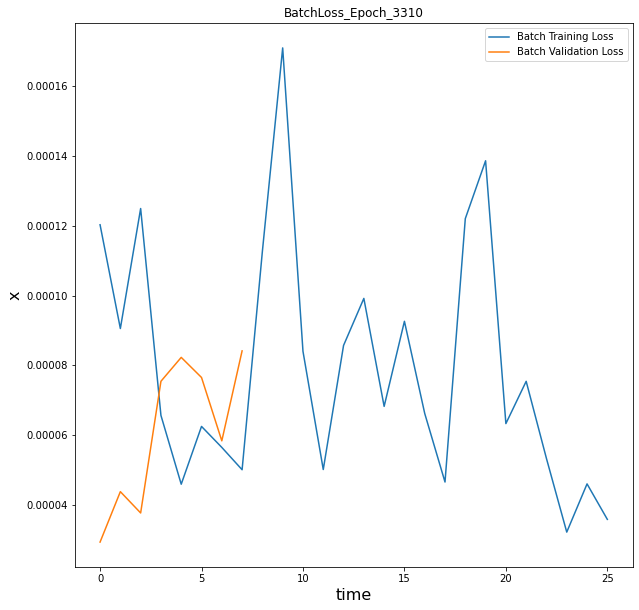 BatchLoss_Epoch_3310
Batch Training Loss
Batch Validation Loss
0.00016
0.00014
0.00012
0.00010
0.00008
0.00006
0.00004
x
0 5 10 15 20 25
time